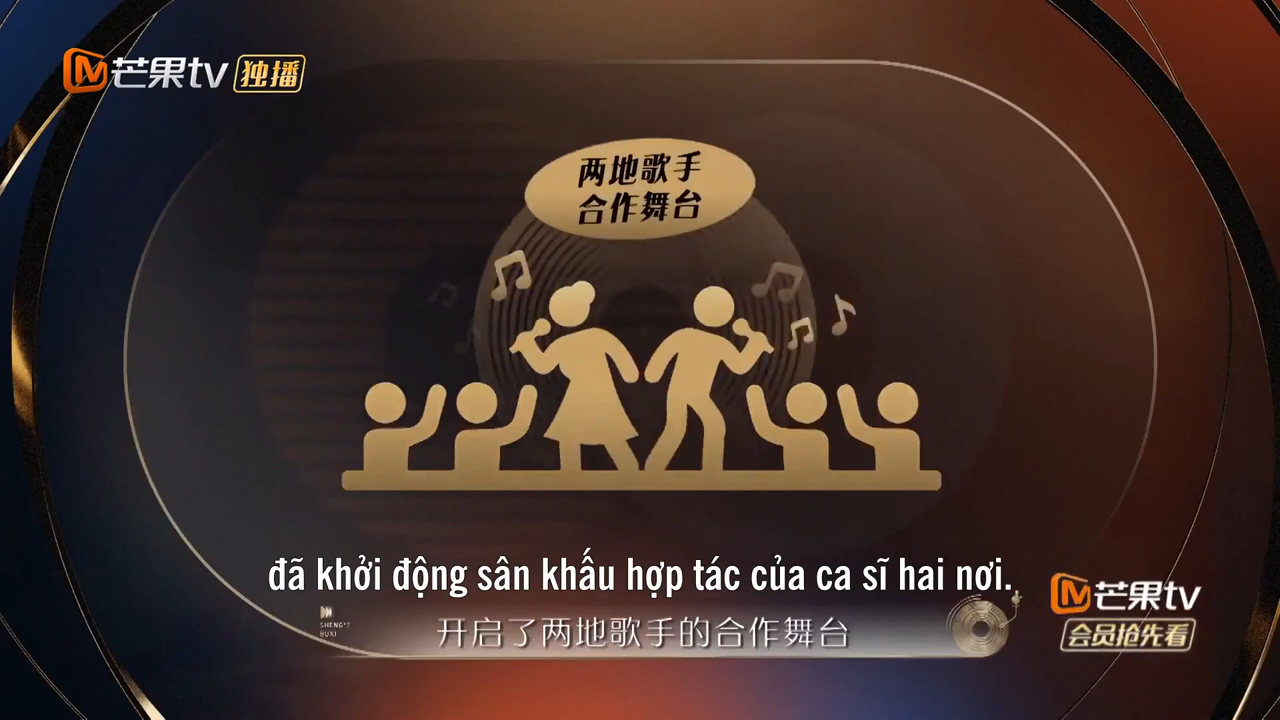 芒果tv 独播
两地歌手
合作舞台
đã khởi động sân khấu hợp tác của ca sĩ hai nơi.
SHENG*?
BUXI
开启了两地歌手的合作舞台
芒果tv
会员抢先看